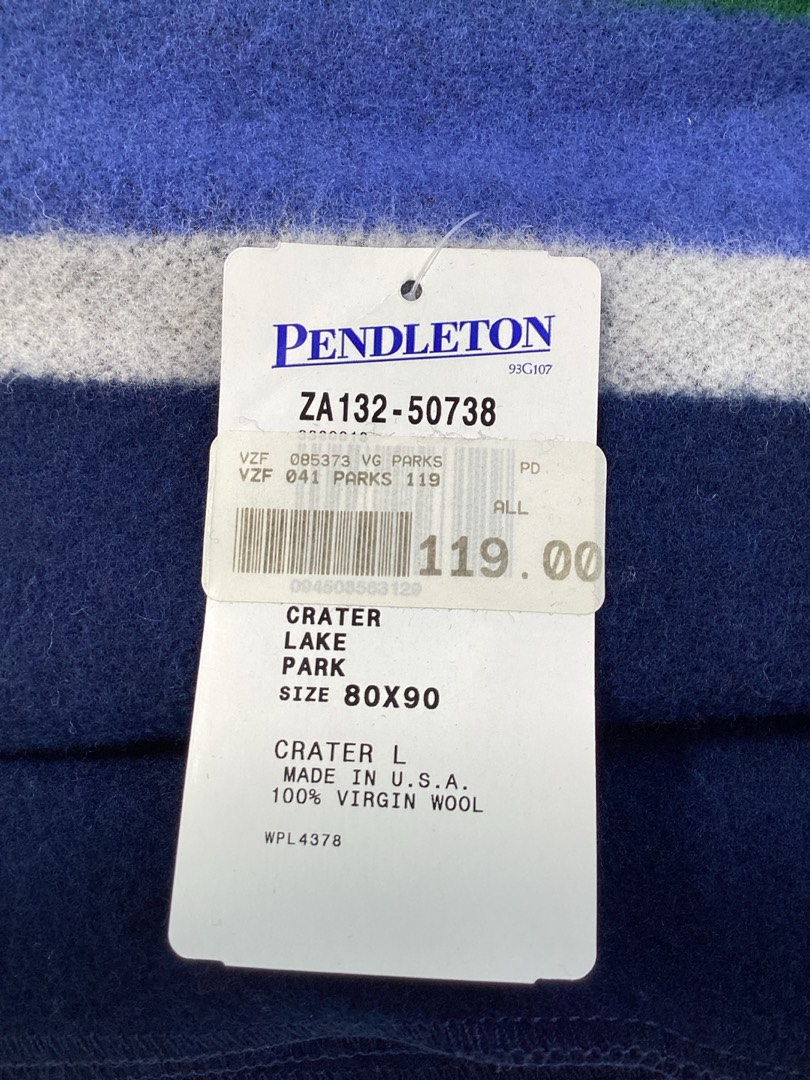 PENDLETON
93G107
ZA132-50738
VZF 085373 VG PARKS PD
VZF 041 PARKS 119
ALL
119.00
094508563129
CRATER
LAKE
PARK
SIZE 80X90
CRATER L
MADE IN U.S.A.
100% VIRGIN WOOL
WPL4378